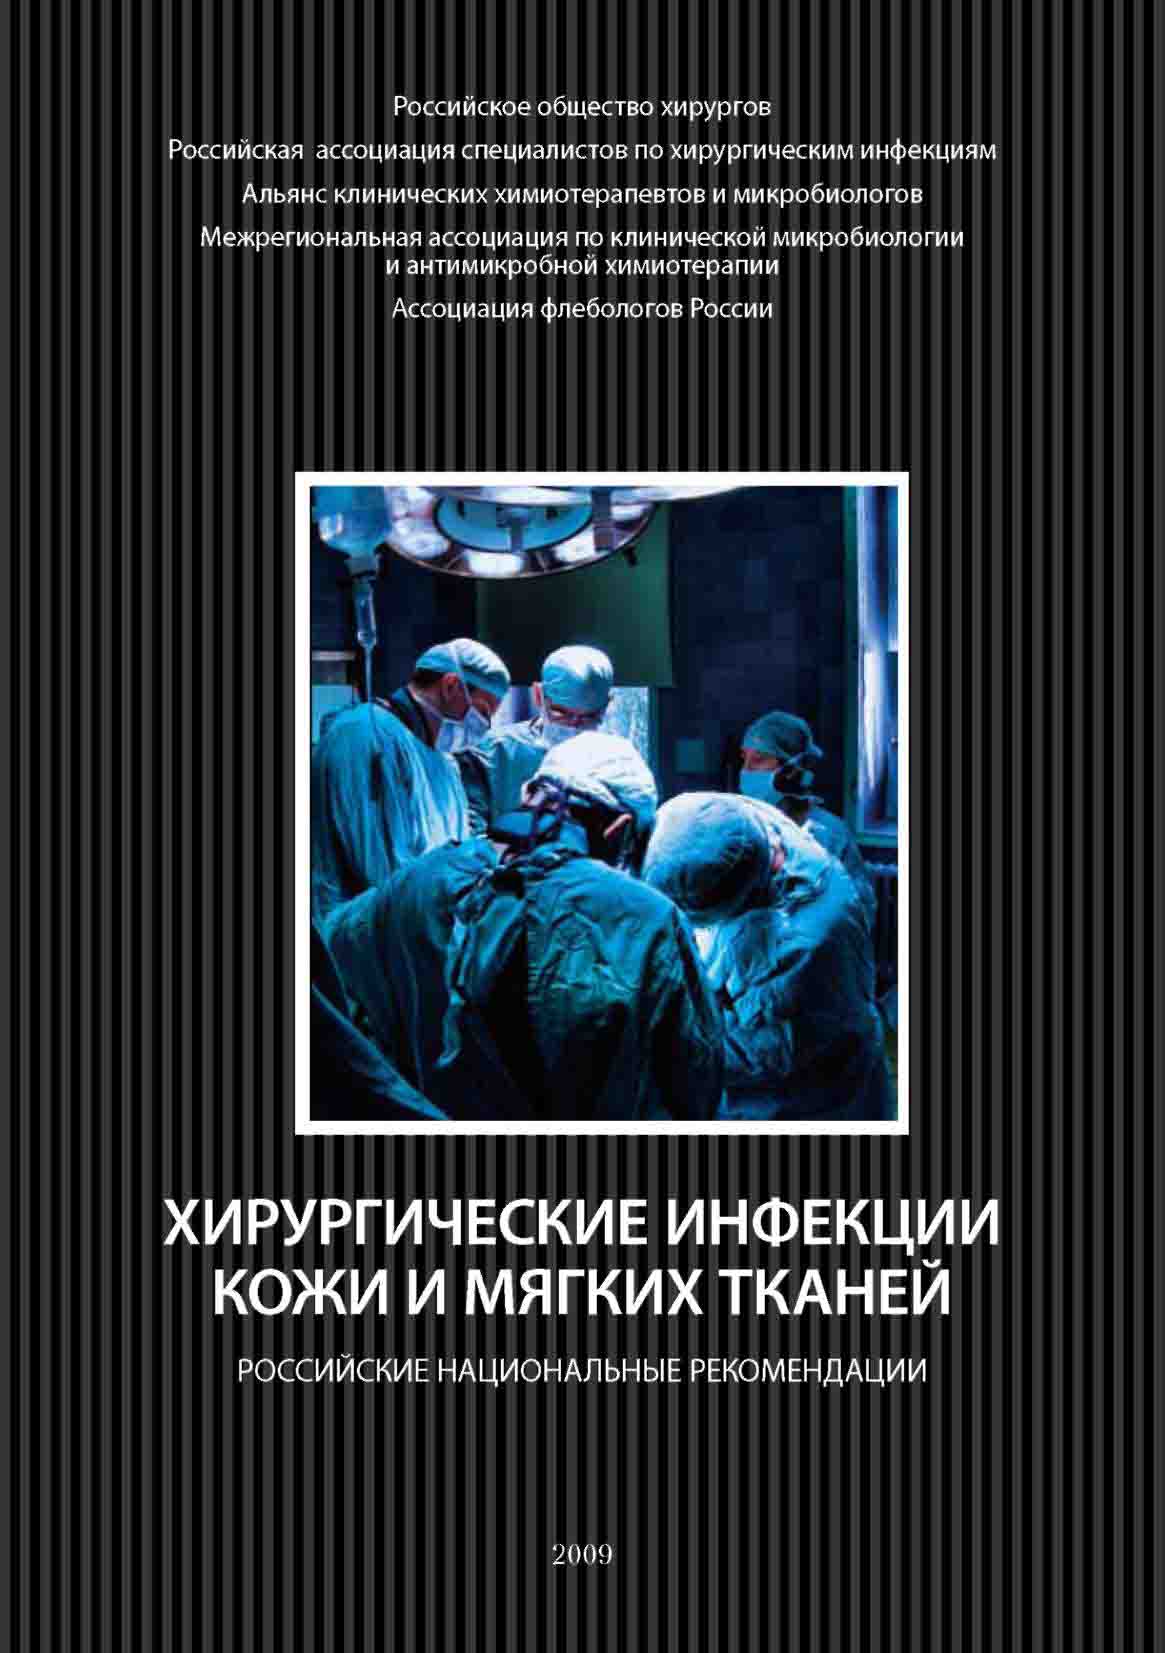 Российское общество хирургов
Российская ассоциация специалистов по хирургическим инфекциям
Альянс клинических химиотерапевтов и микробиологов
Межрегиональная ассоциация по клинической микробиологии
и антимикробной химиотерапии
Ассоциация флебологов России
ХИРУРГИЧЕСКИЕ ИНФЕКЦИИ
КОЖИ И МЯГКИХ ТКАНЕЙ
РОССИЙСКИЕ НАЦИОНАЛЬНЫЕ РЕКОМЕНДАЦИИ
2009